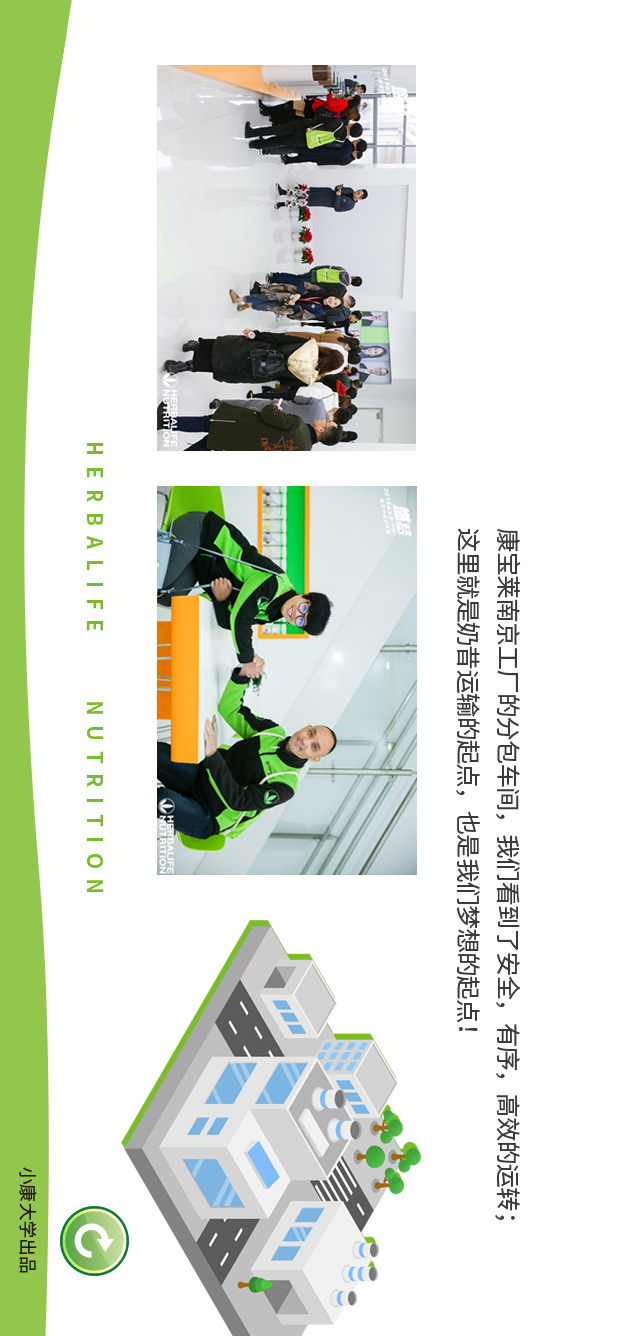 康宝莱南京工厂的分包车间，我们看到了安全，有序，高效的运转；
这里就是奶昔运输的起点，也是我们梦想的起点！
HERBALIFE
NUTRITION
HERBALIFE
NUTRITION
HERBALIFE NUTRITION
小康大学出品